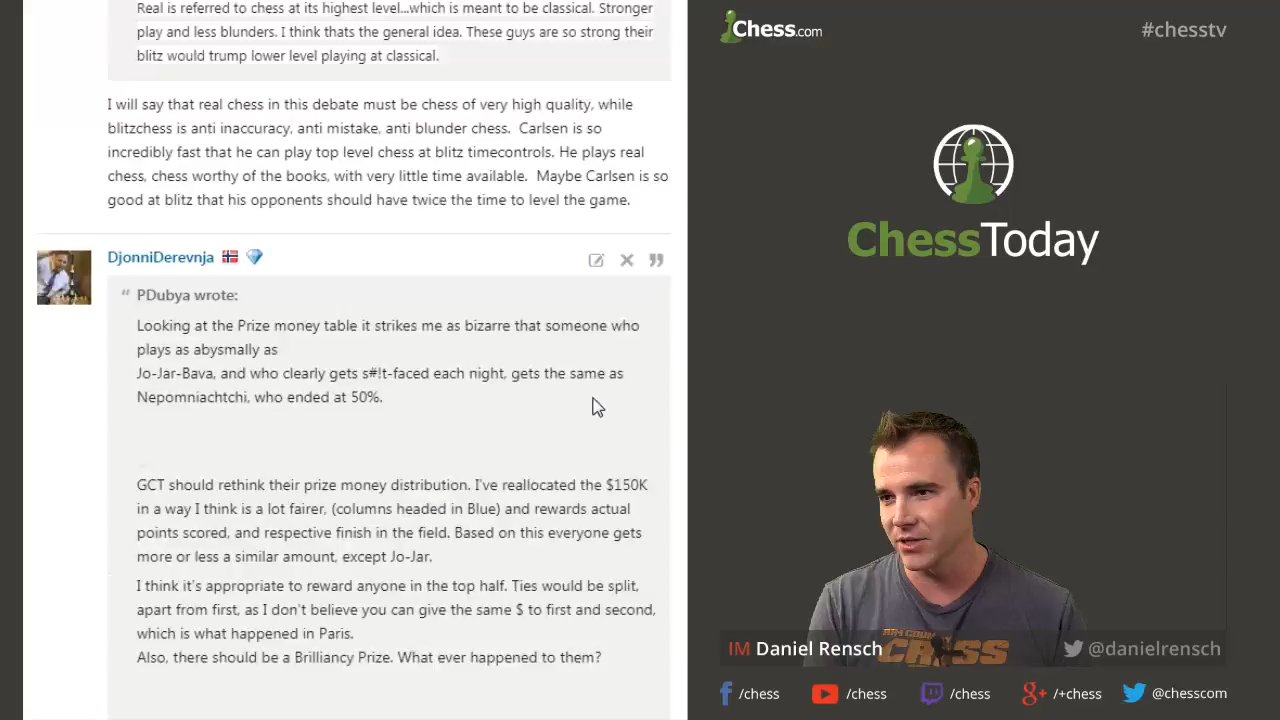 Real is referred to chess at its highest level...which is meant to be classical. Stronger
play and less blunders. I think thats the general idea. These guys are so strong their
blitz would trump lower level playing at classical.
I will say that real chess in this debate must be chess of very high quality, while
blitzchess is anti inaccuracy, anti mistake, anti blunder chess.  Carlsen is so
incredibly fast that he can play top level chess at blitz timecontrols. He plays real
chess, chess worthy of the books, with very little time available.  Maybe Carlsen is so
good at blitz that his opponents should have twice the time to level the game.
DjonniDerevnja
“ PDubya wrote:
Looking at the Prize money table it strikes me as bizarre that someone who
plays as abysmally as
Jo-Jar-Bava, and who clearly gets s#!t-faced each night, gets the same as
Nepomniachtchi, who ended at 50%.
GCT should rethink their prize money distribution. I've reallocated the $150K
in a way I think is a lot fairer, (columns headed in Blue) and rewards actual
points scored, and respective finish in the field. Based on this everyone gets
more or less a similar amount, except Jo-Jar.
I think it's appropriate to reward anyone in the top half. Ties would be split,
apart from first, as I don't believe you can give the same $ to first and second,
which is what happened in Paris.
Also, there should be a Brilliancy Prize. What ever happened to them?
Chess.com
#chesstv
ChessToday
IM Daniel Rensch
@danielrensch
/chess
/chess
/chess
/+chess
@chesscom